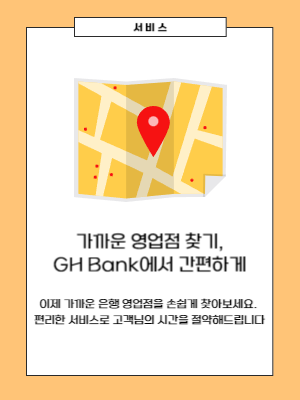 서비스
가까운 영업점 찾기,
GH Bank에서 간편하게
이제 가까운 은행 영업점을 손쉽게 찾아보세요.
편리한 서비스로 고객님의 시간을 절약해드립니다